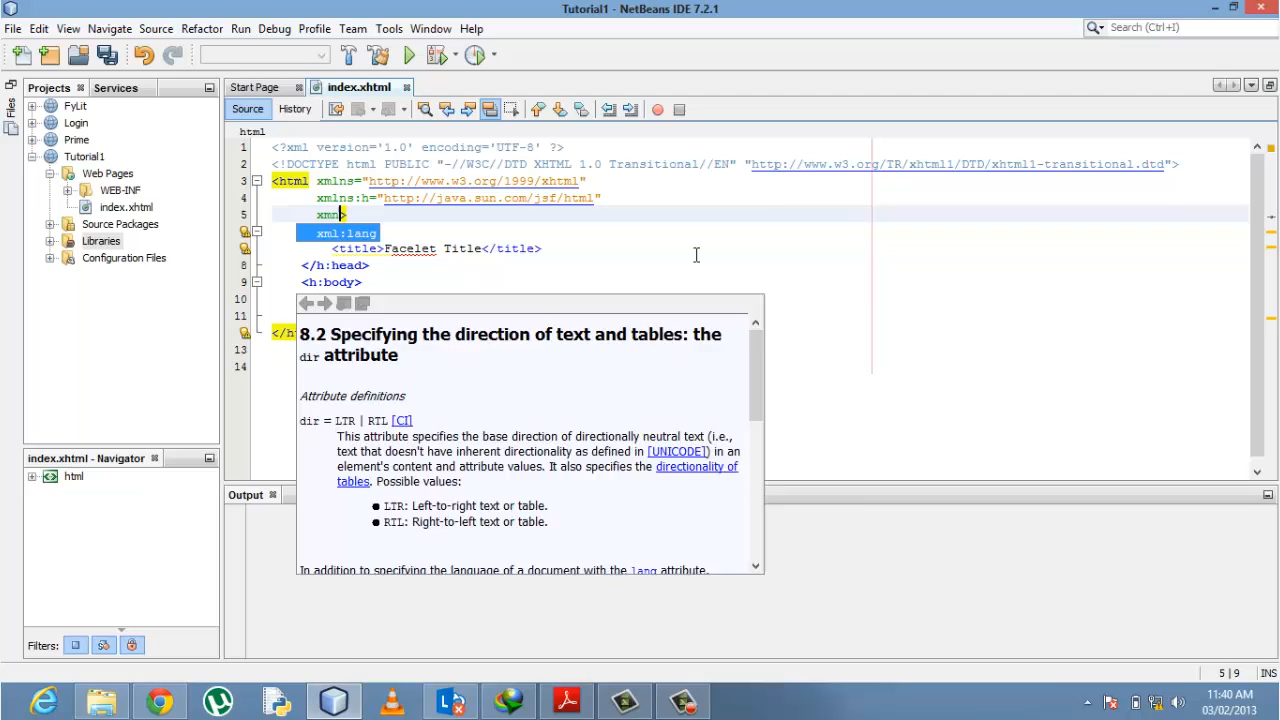 Tutorial1 - NetBeans IDE 7.2.1
File Edit View Navigate Source Refactor Run Debug Profile Team Tools Window Help
Search (Ctrl+I)
Projects Services
Start Page index.xhtml
Files
FyLit
Login
Prime
Tutorial1
Web Pages
WEB-INF
index.xhtml
Source Packages
Libraries
Configuration Files
Source History
html
1 <?xml version='1.0' encoding='UTF-8' ?>
2 <!DOCTYPE html PUBLIC "-//W3C//DTD XHTML 1.0 Transitional//EN" "http://www.w3.org/TR/xhtml1/DTD/xhtml1-transitional.dtd">
3 <html xmlns="http://www.w3.org/1999/xhtml"
4 xmlns:h="http://java.sun.com/jsf/html"
5 xmn>
xml:lang
<title>Facelet Title</title>
8 </h:head>
9 <h:body>
10
11
</h
13
14
8.2 Specifying the direction of text and tables: the
dir attribute
Attribute definitions
dir = LTR | RTL [CI]
This attribute specifies the base direction of directionally neutral text (i.e.,
text that doesn't have inherent directionality as defined in [UNICODE]) in an
element's content and attribute values. It also specifies the directionality of
tables. Possible values:
LTR: Left-to-right text or table.
RTL: Right-to-left text or table.
In addition to specifying the language of a document with the lang attribute,
index.xhtml - Navigator
html
Filters:
Output
5 | 9 INS
11:40 AM
03/02/2013